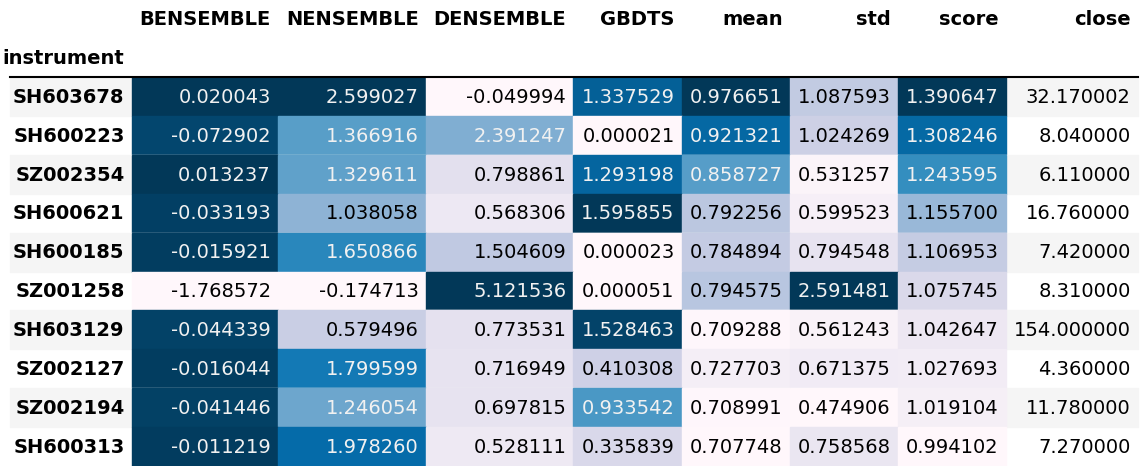 BENSEMBLE NENSEMBLE DENSEMBLE GBDTS mean std score close
instrument
SH603678 0.020043 2.599027 -0.049994 1.337529 0.976651 1.087593 1.390647 32.170002
SH600223 -0.072902 1.366916 2.391247 0.000021 0.921321 1.024269 1.308246 8.040000
SZ002354 0.013237 1.329611 0.798861 1.293198 0.858727 0.531257 1.243595 6.110000
SH600621 -0.033193 1.038058 0.568306 1.595855 0.792256 0.599523 1.155700 16.760000
SH600185 -0.015921 1.650866 1.504609 0.000023 0.784894 0.794548 1.106953 7.420000
SZ001258 -1.768572 -0.174713 5.121536 0.000051 0.794575 2.591481 1.075745 8.310000
SH603129 -0.044339 0.579496 0.773531 1.528463 0.709288 0.561243 1.042647 154.000000
SZ002127 -0.016044 1.799599 0.716949 0.410308 0.727703 0.671375 1.027693 4.360000
SZ002194 -0.041446 1.246054 0.697815 0.933542 0.708991 0.474906 1.019104 11.780000
SH600313 -0.011219 1.978260 0.528111 0.335839 0.707748 0.758568 0.994102 7.270000